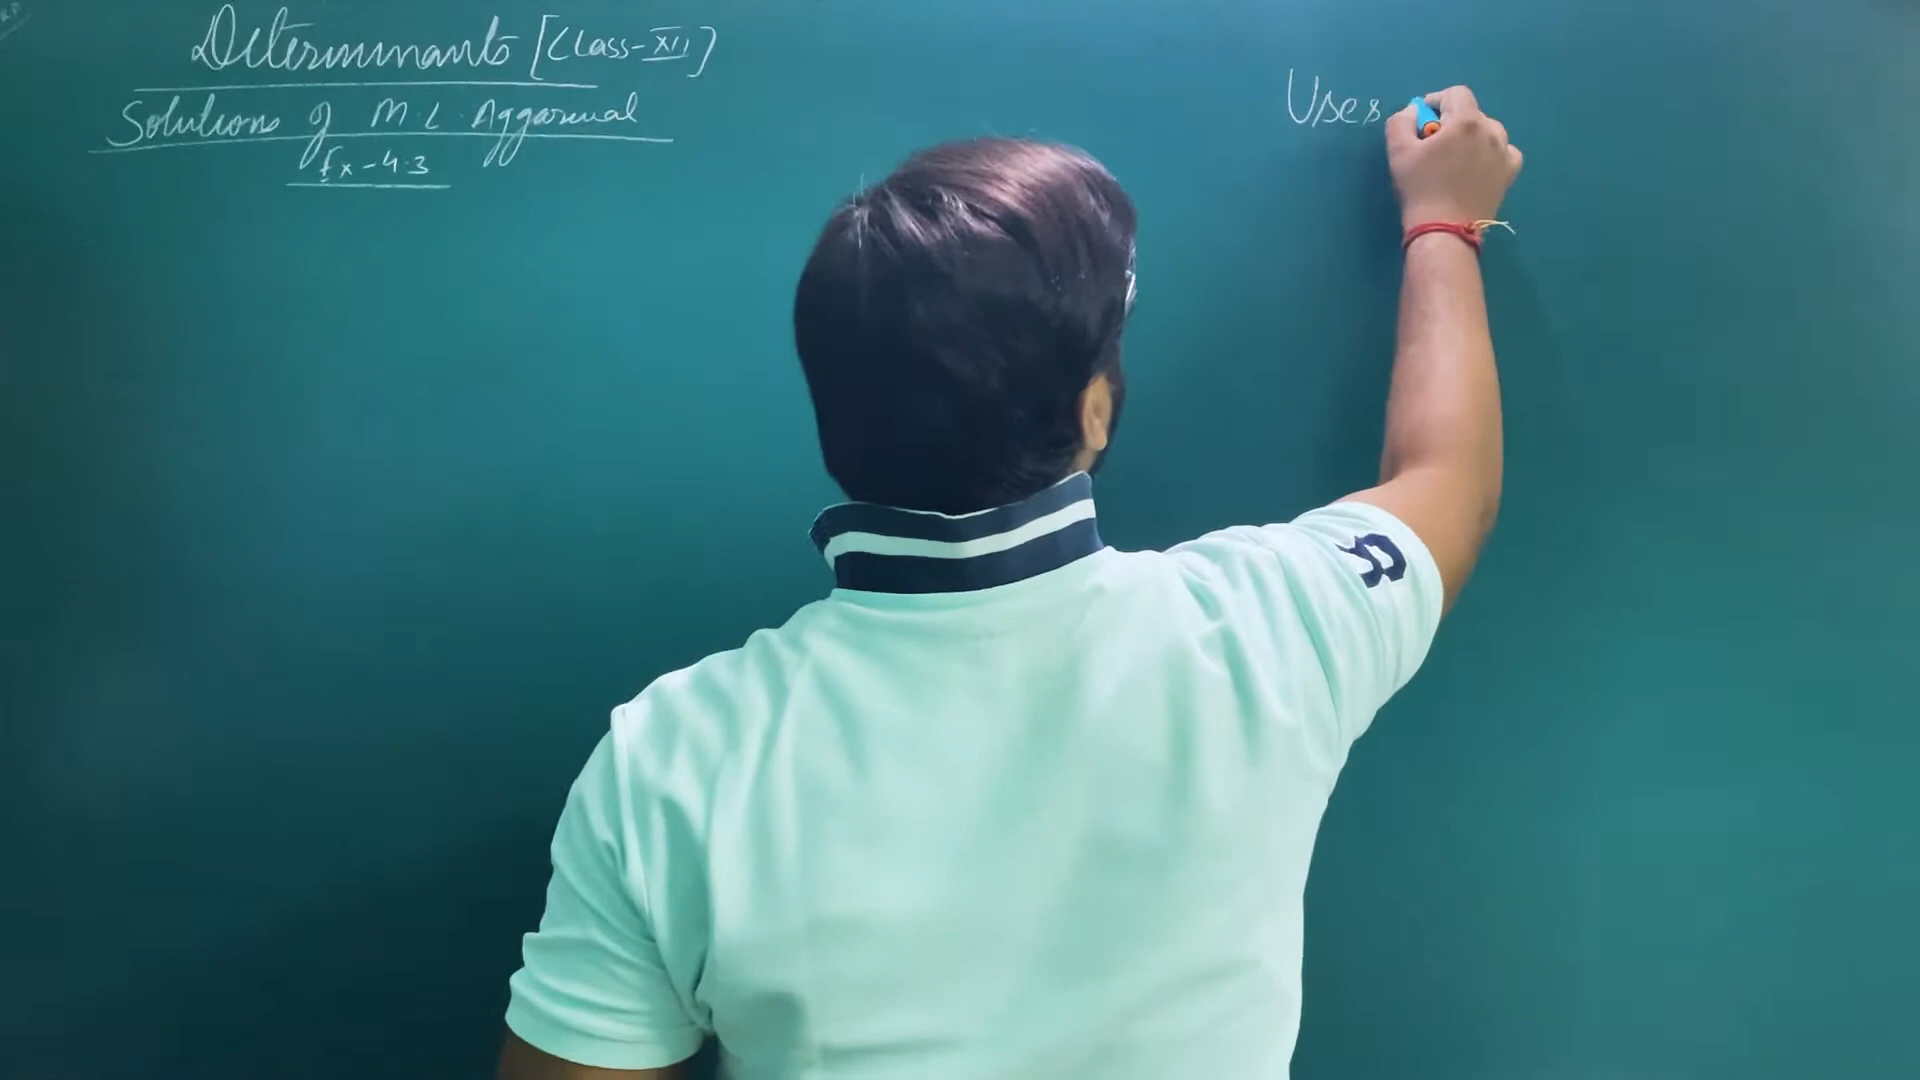 Determinants [Class-XII]
Solutions of M.L. Aggarwal
Ex-4.3
Uses